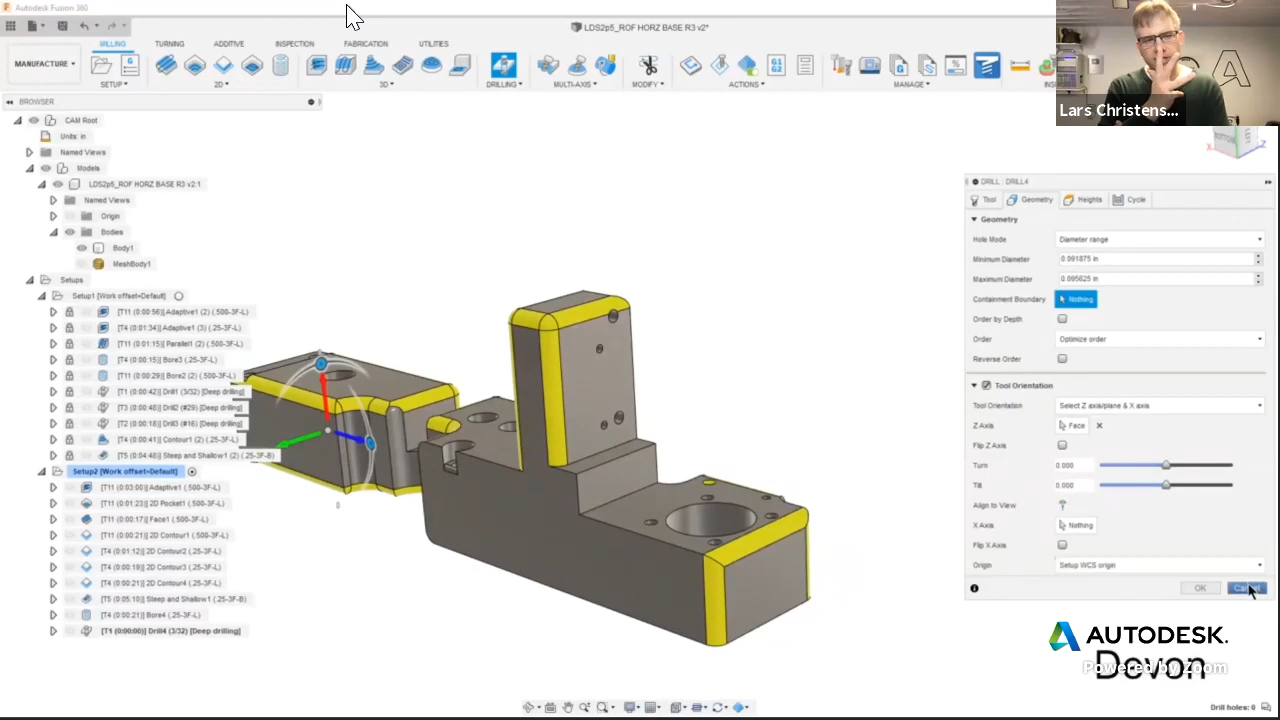 Autodesk Fusion 360
LDS2p5_ROF HORZ BASE R3 v2*
MILLING TURNING ADDITIVE INSPECTION FABRICATION UTILITIES
MANUFACTURE
SETUP 2D 3D DRILLING MULTI-AXIS MODIFY ACTIONS MANAGE
Lars Christens...
BROWSER
CAM Root
Units: in
Named Views
Models
LDS2p5_ROF HORZ BASE R3 v2:1
Named Views
Origin
Bodies
Body1
MeshBody1
Setups
Setup1 [Work offset=Default]
[T11 (0:00:56)] Adaptive1 (2) (.500-3F-L)
[T4 (0:01:34)] Adaptive1 (3) (.25-3F-L)
[T11 (0:01:15)] Parallel1 (2) (.500-3F-L)
[T4 (0:00:15)] Bore3 (.25-3F-L)
[T11 (0:00:29)] Bore2 (2) (.500-3F-L)
[T1 (0:00:42)] Drill1 (3/32) [Deep drilling]
[T3 (0:00:48)] Drill2 (#29) [Deep drilling]
[T2 (0:00:18)] Drill3 (#16) [Deep drilling]
[T4 (0:00:41)] Contour1 (2) (.25-3F-L)
[T5 (0:04:48)] Steep and Shallow1 (2) (.25-3F-B)
Setup2 [Work offset=Default]
[T11 (0:03:00)] Adaptive1 (.500-3F-L)
[T11 (0:01:23)] 2D Pocket1 (.500-3F-L)
[T11 (0:00:17)] Face1 (.500-3F-L)
[T11 (0:00:21)] 2D Contour1 (.500-3F-L)
[T4 (0:01:12)] 2D Contour2 (.25-3F-L)
[T4 (0:00:19)] 2D Contour3 (.25-3F-L)
[T4 (0:00:21)] 2D Contour4 (.25-3F-L)
[T5 (0:05:10)] Steep and Shallow1 (.25-3F-B)
[T4 (0:00:21)] Bore4 (.25-3F-L)
[T1 (0:00:00)] Drill4 (3/32) [Deep drilling]
DRILL : DRILL4
Tool Geometry Heights Cycle
Geometry
Hole Mode Diameter range
Minimum Diameter 0.091875 in
Maximum Diameter 0.095625 in
Containment Boundary Nothing
Order by Depth
Order Optimize order
Reverse Order
Tool Orientation
Tool Orientation Select Z axis/plane & X axis
Z Axis Face
Flip Z Axis
Turn 0.000
Tilt 0.000
Align to View
X Axis Nothing
Flip X Axis
Origin Setup WCS origin
OK
AUTODESK.
Devon
Powered by Zoom
Drill holes: 0